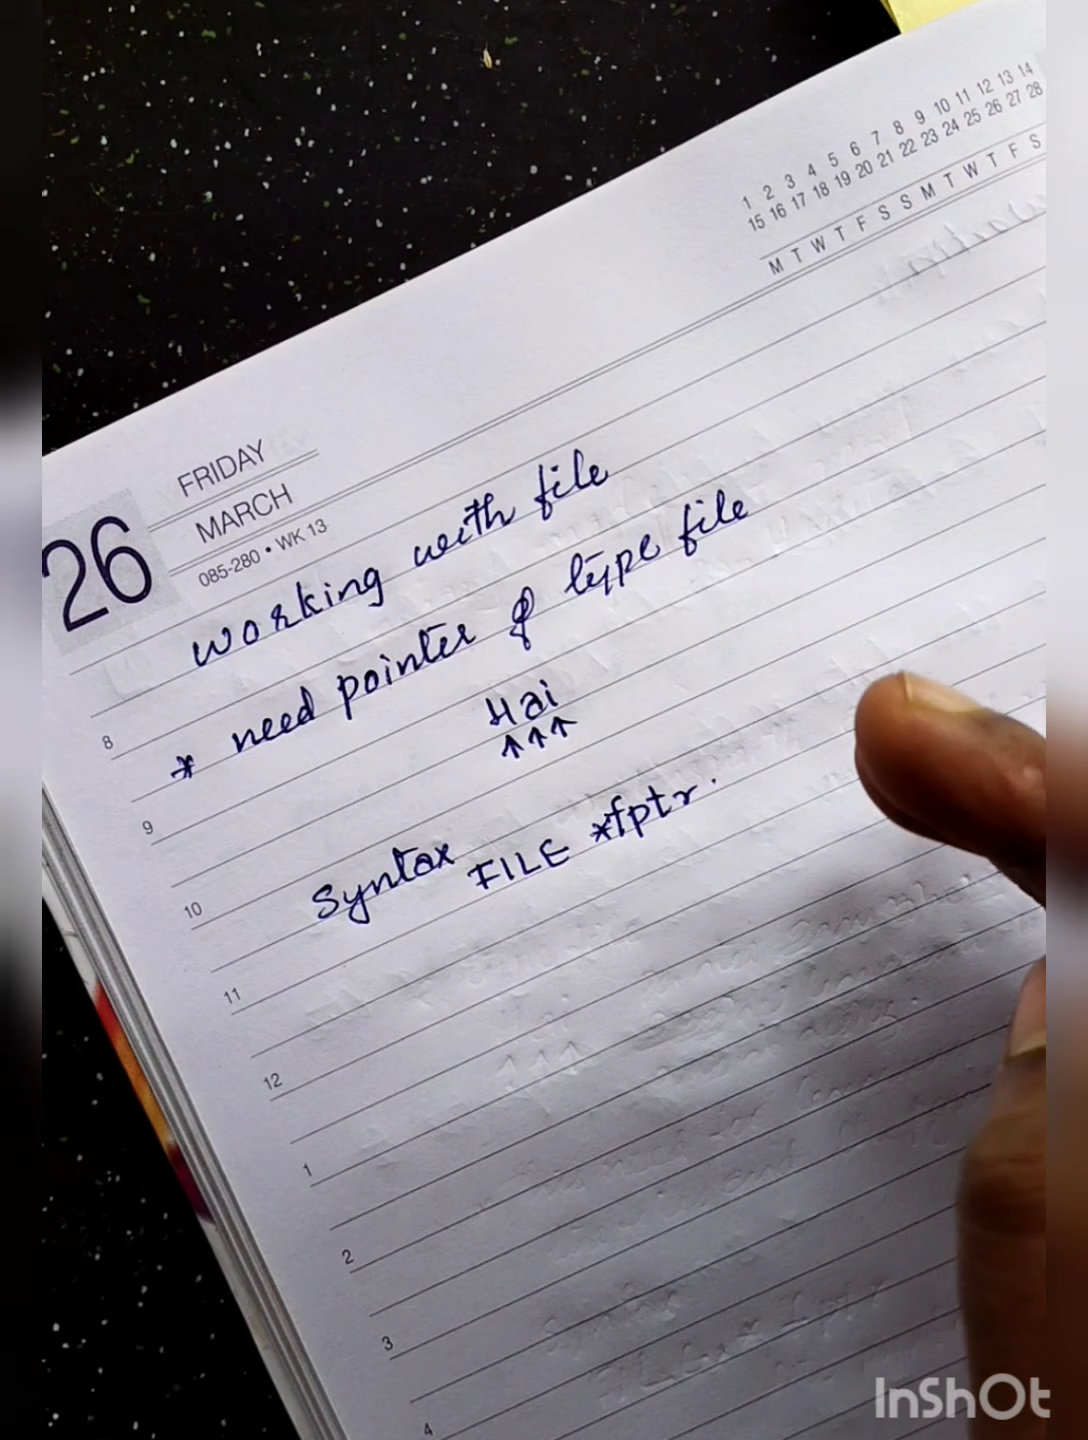 1 2 3 4 5 6 7 8 9 10 11 12 13 14
15 16 17 18 19 20 21 22 23 24 25 26 27 28
M T W T F S S M T W T F S
26
FRIDAY
MARCH
085-280 • WK 13
working with file
* need pointer of type file
Hai
↑↑↑
Syntax
FILE *fptr.
8
9
10
11
12
1
2
3
4
InShOt